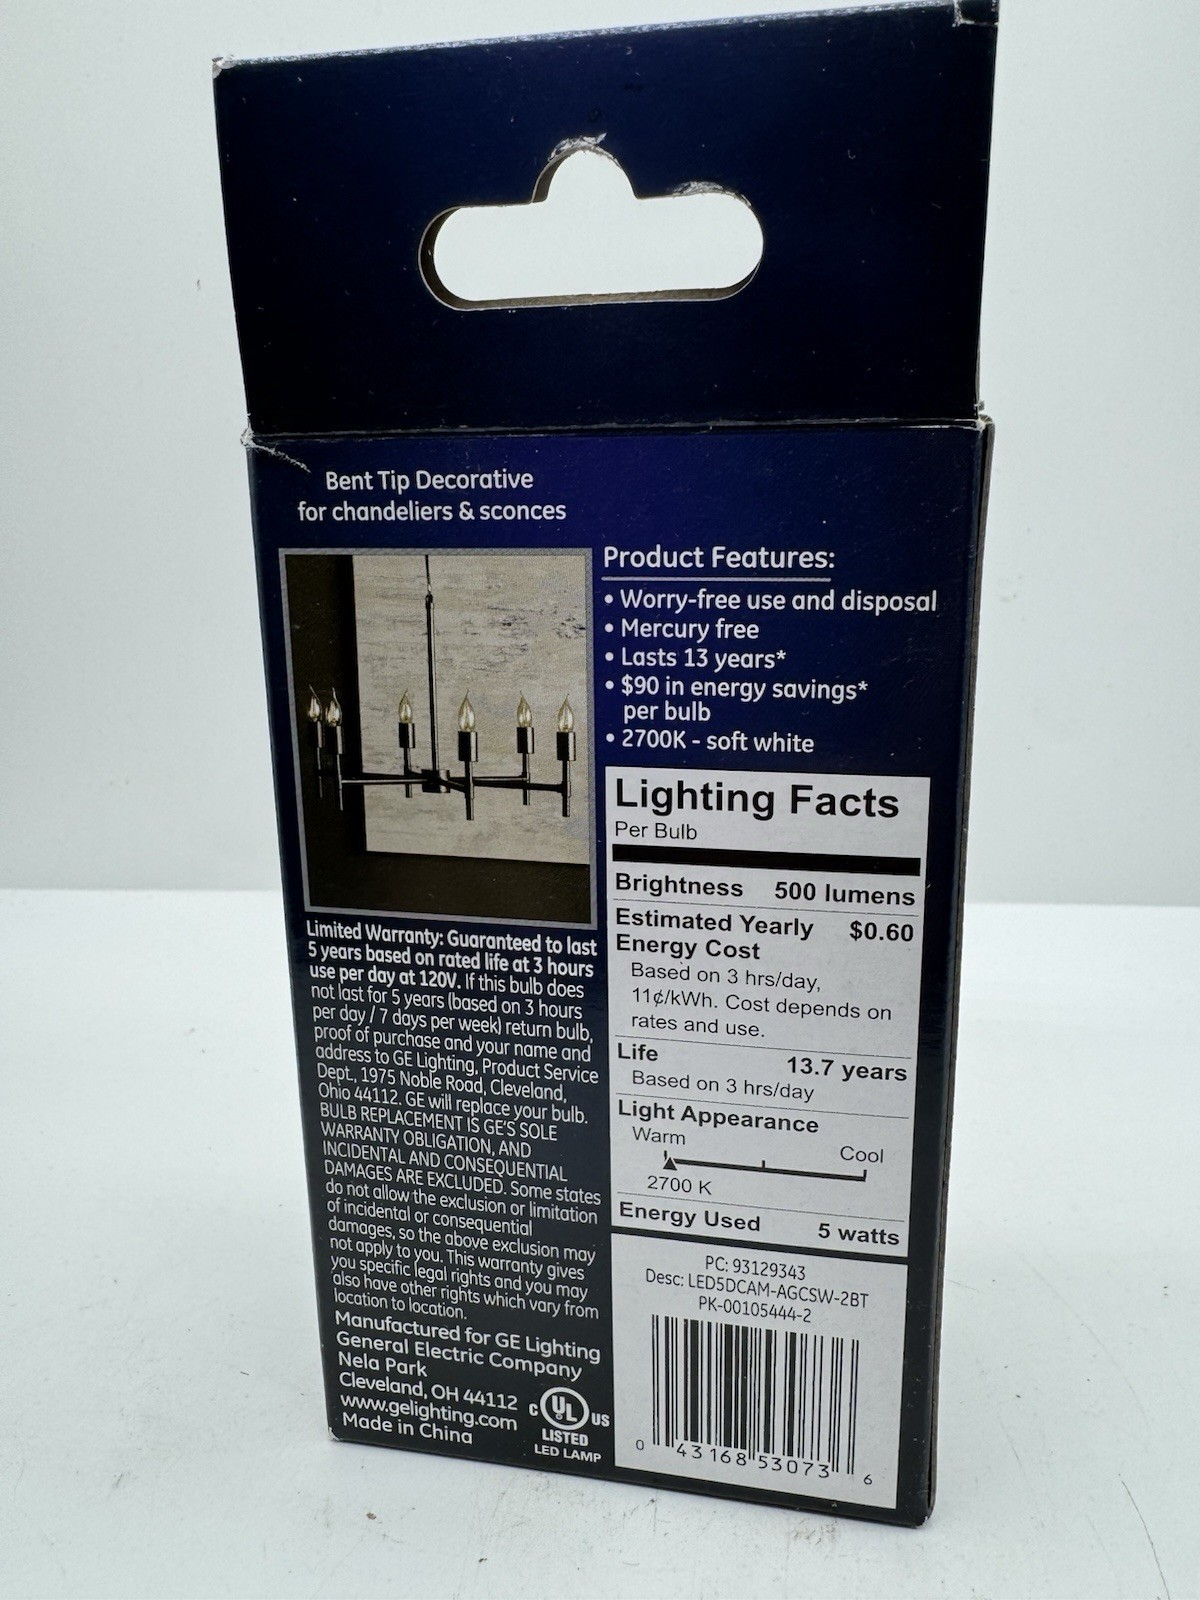 Bent Tip Decorative
for chandeliers & sconces
Product Features:
• Worry-free use and disposal
• Mercury free
• Lasts 13 years*
• $90 in energy savings*
per bulb
• 2700K - soft white
Limited Warranty: Guaranteed to last
5 years based on rated life at 3 hours
use per day at 120V. If this bulb does
not last for 5 years (based on 3 hours
per day / 7 days per week) return bulb,
proof of purchase and your name and
address to GE Lighting, Product Service
Dept., 1975 Noble Road, Cleveland,
Ohio 44112. GE will replace your bulb.
BULB REPLACEMENT IS GE'S SOLE
WARRANTY OBLIGATION, AND
INCIDENTAL AND CONSEQUENTIAL
DAMAGES ARE EXCLUDED. Some states
do not allow the exclusion or limitation
of incidental or consequential
damages, so the above exclusion may
not apply to you. This warranty gives
you specific legal rights and you may
also have other rights which vary from
location to location.
Manufactured for GE Lighting
General Electric Company
Nela Park
Cleveland, OH 44112
www.gelighting.com
Made in China
C UL US
LISTED
LED LAMP
Lighting Facts
Per Bulb
Brightness 500 lumens
Estimated Yearly $0.60
Energy Cost
Based on 3 hrs/day,
11¢/kWh. Cost depends on
rates and use.
Life 13.7 years
Based on 3 hrs/day
Light Appearance
Warm Cool
2700 K
Energy Used 5 watts
PC: 93129343
Desc: LED5DCAM-AGCSW-2BT
PK-00105444-2
0 43168 53073 6